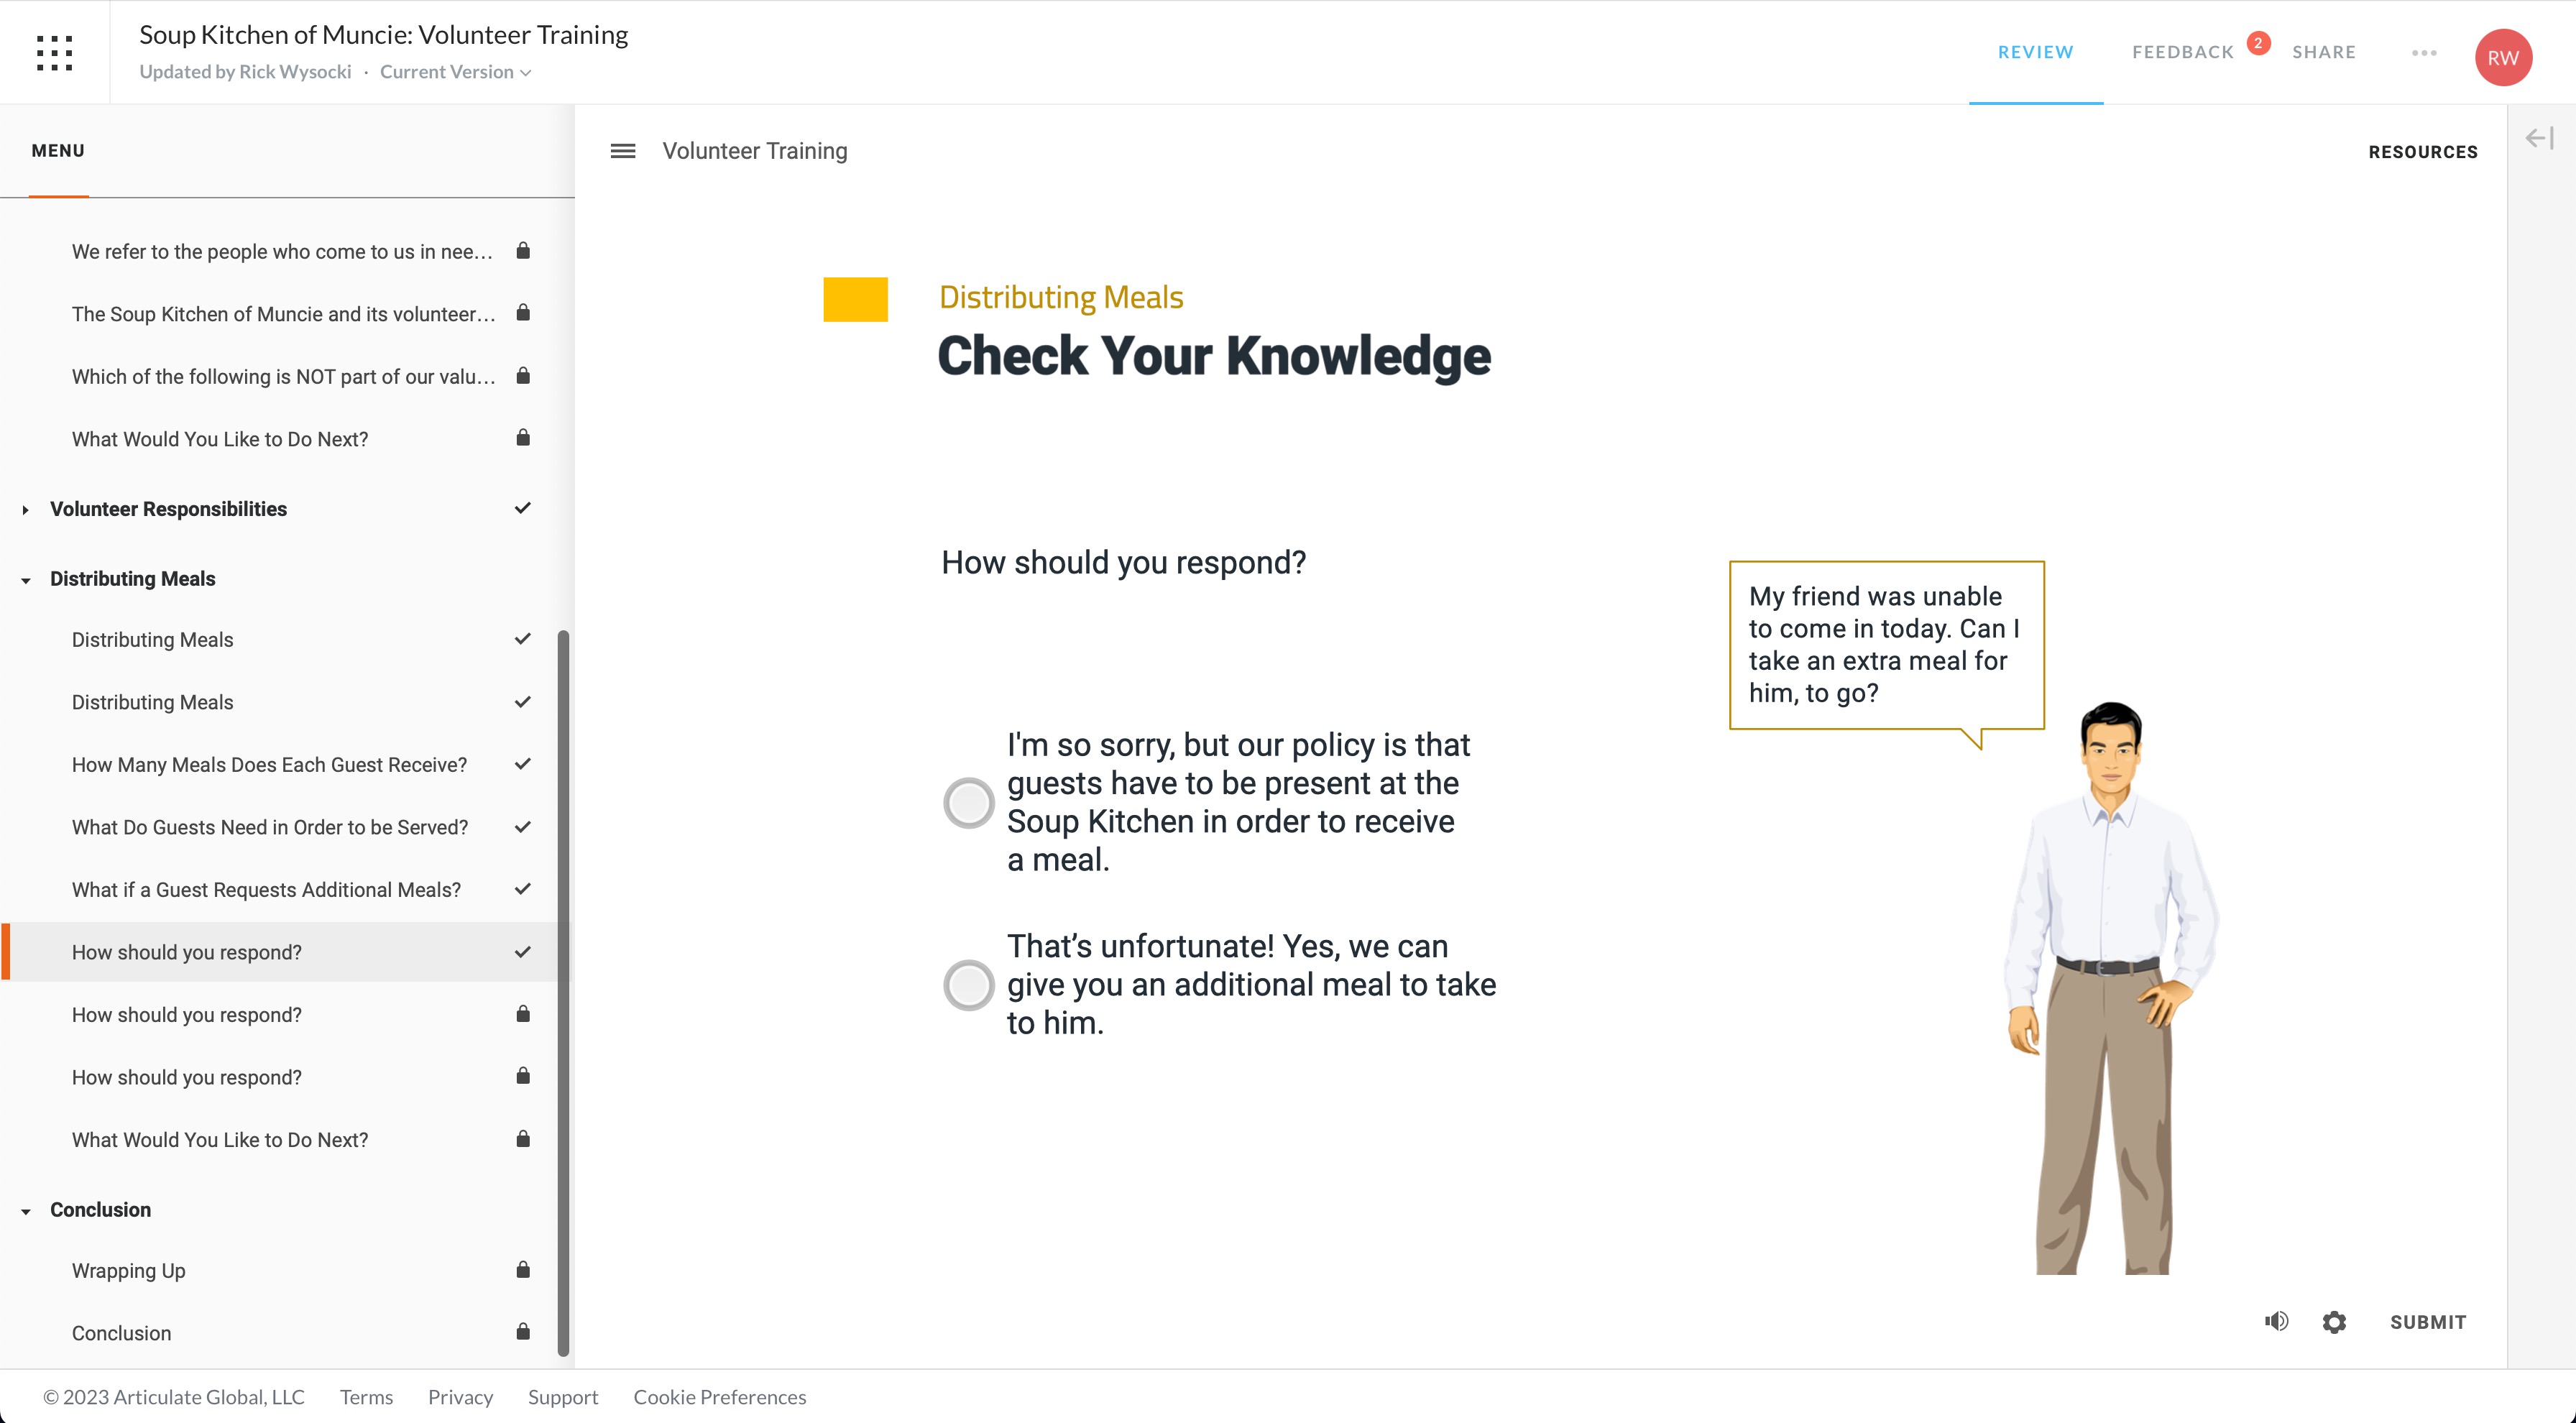 Soup Kitchen of Muncie: Volunteer Training
Updated by Rick Wysocki · Current Version
REVIEW
FEEDBACK 2
SHARE
RW
MENU
We refer to the people who come to us in nee...
The Soup Kitchen of Muncie and its volunteer...
Which of the following is NOT part of our valu...
What Would You Like to Do Next?
Volunteer Responsibilities
Distributing Meals
Distributing Meals
Distributing Meals
How Many Meals Does Each Guest Receive?
What Do Guests Need in Order to be Served?
What if a Guest Requests Additional Meals?
How should you respond?
How should you respond?
How should you respond?
What Would You Like to Do Next?
Conclusion
Wrapping Up
Conclusion
Volunteer Training
RESOURCES
Distributing Meals
Check Your Knowledge
How should you respond?
I'm so sorry, but our policy is that
guests have to be present at the
Soup Kitchen in order to receive
a meal.
That’s unfortunate! Yes, we can
give you an additional meal to take
to him.
My friend was unable
to come in today. Can I
take an extra meal for
him, to go?
SUBMIT
© 2023 Articulate Global, LLC Terms Privacy Support Cookie Preferences